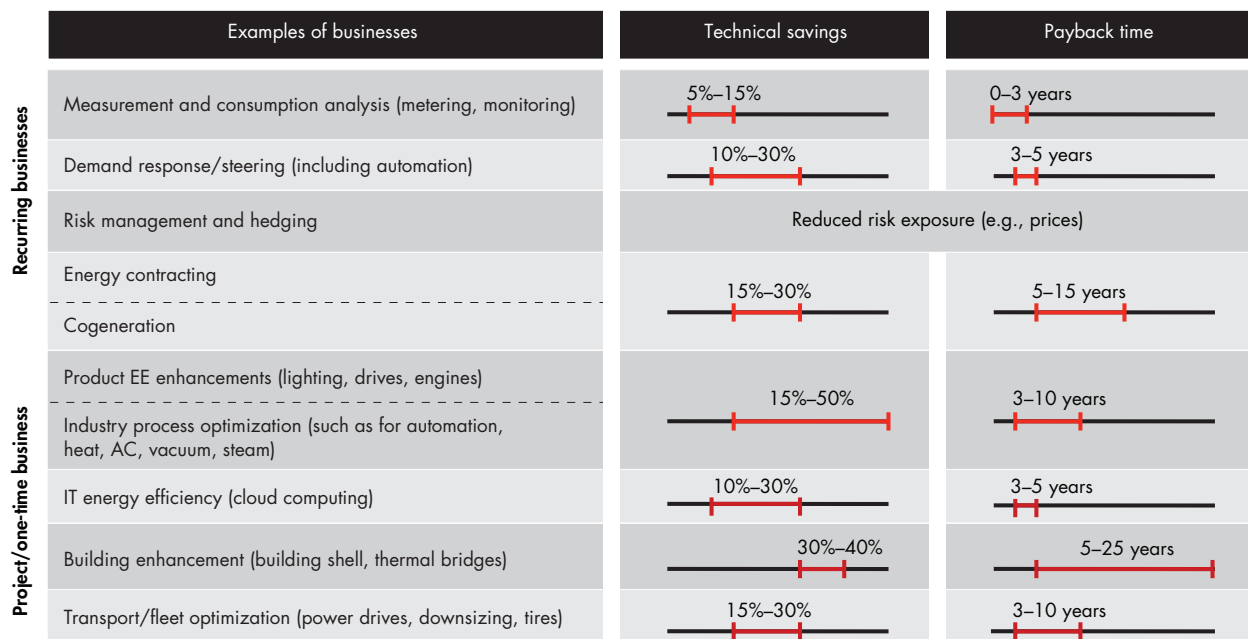 Examples of businesses
Technical savings
Payback time
Recurring businesses
Measurement and consumption analysis (metering, monitoring)
5%–15%
0–3 years
Demand response/steering (including automation)
10%–30%
3–5 years
Risk management and hedging
Reduced risk exposure (e.g., prices)
Energy contracting
15%–30%
5–15 years
Cogeneration
Project/one-time business
Product EE enhancements (lighting, drives, engines)
15%–50%
3–10 years
Industry process optimization (such as for automation,
heat, AC, vacuum, steam)
IT energy efficiency (cloud computing)
10%–30%
3–5 years
Building enhancement (building shell, thermal bridges)
30%–40%
5–25 years
Transport/fleet optimization (power drives, downsizing, tires)
15%–30%
3–10 years